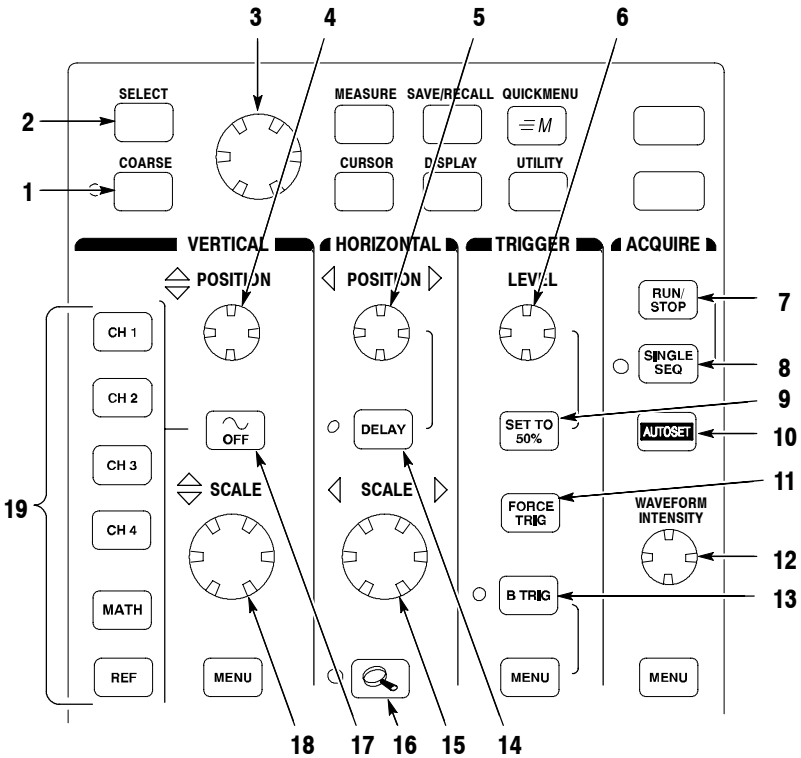 3 4 5 6
SELECT MEASURE SAVE/RECALL QUICKMENU
2 M
COARSE CURSOR DISPLAY UTILITY
1
VERTICAL HORIZONTAL TRIGGER ACQUIRE
POSITION POSITION LEVEL
RUN/
STOP
7
CH 1
SINGLE
SEQ
8
CH 2
9
OFF
DELAY
SET TO
50%
AUTOSET
10
CH 3
SCALE SCALE
11
19
FORCE
TRIG
WAVEFORM
INTENSITY
CH 4
12
MATH
B TRIG
13
REF MENU MENU MENU
18 17 16 15 14